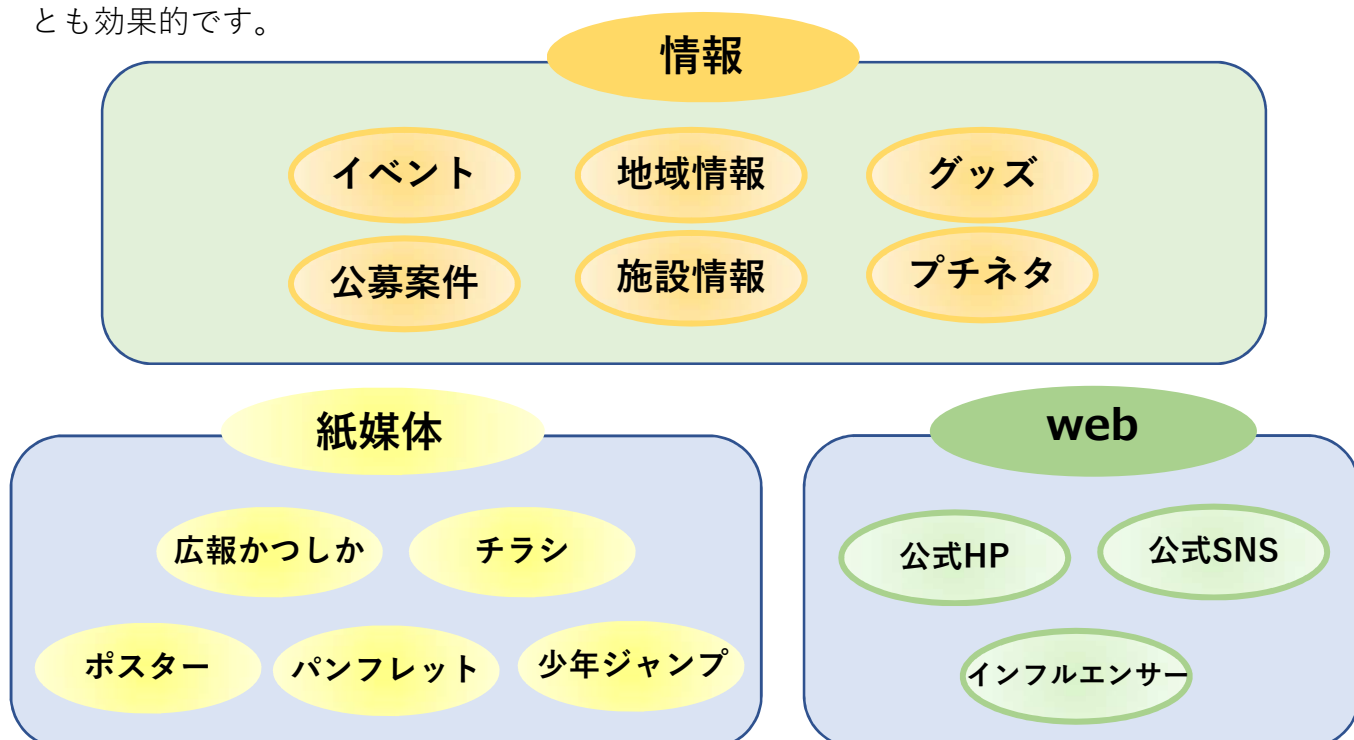 とも効果的です。
情報
イベント
地域情報
グッズ
公募案件
施設情報
プチネタ
紙媒体
web
広報かつしか
チラシ
公式HP
公式SNS
ポスター
パンフレット
少年ジャンプ
インフルエンサー